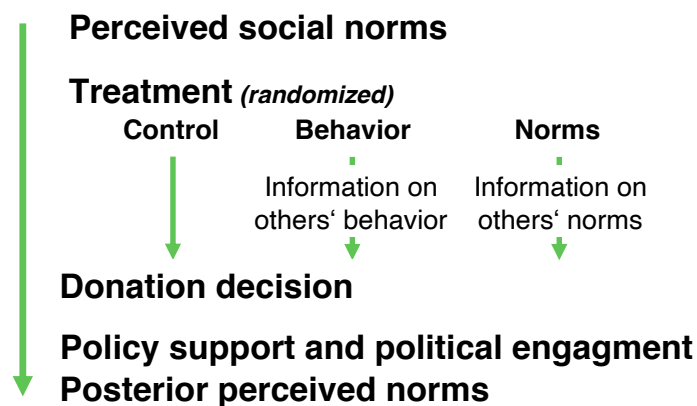 Perceived social norms
Treatment (randomized)
Control Behavior Norms
Information on Information on
others‘ behavior others‘ norms
Donation decision
Policy support and political engagment
Posterior perceived norms